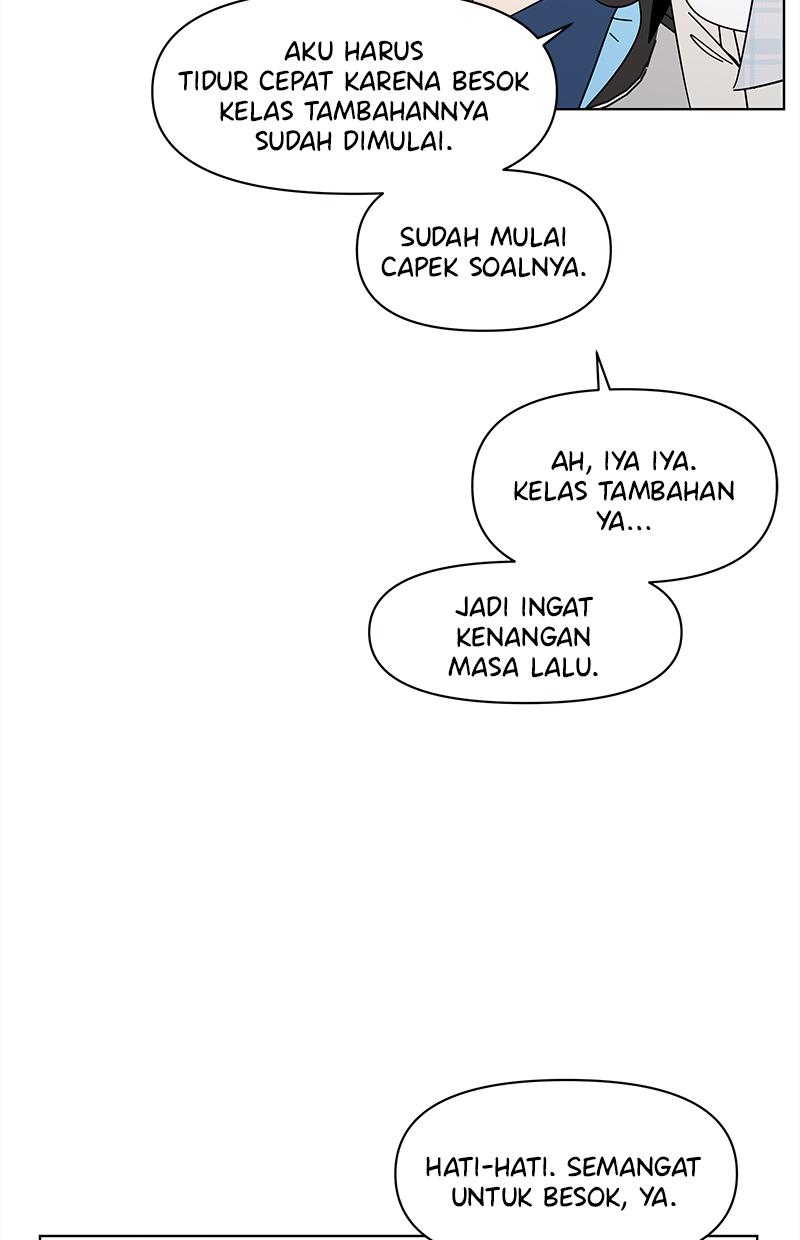 AKU HARUS
TIDUR CEPAT KARENA BESOK
KELAS TAMBAHANNYA
SUDAH DIMULAI.
SUDAH MULAI
CAPEK SOALNYA.
AH, IYA IYA.
KELAS TAMBAHAN
YA...
JADI INGAT
KENANGAN
MASA LALU.
HATI-HATI. SEMANGAT
UNTUK BESOK, YA.